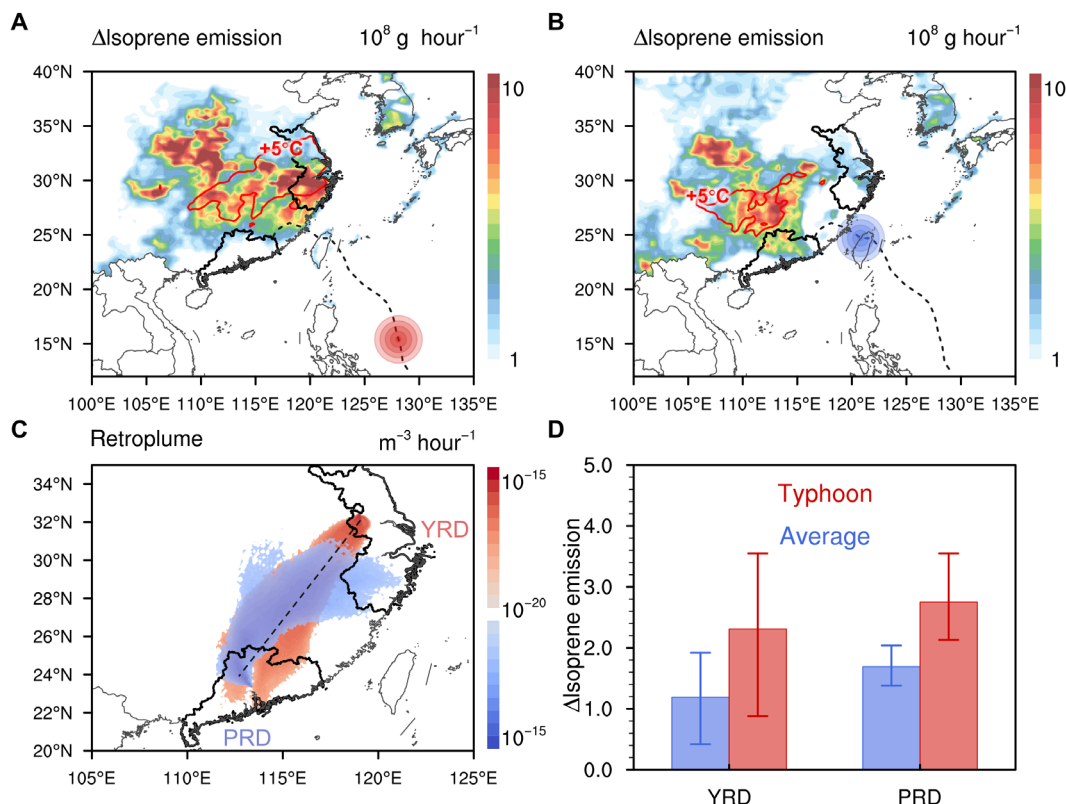 A
ΔIsoprene emission 10⁸ g hour⁻¹
40°N
35°N
30°N
25°N
20°N
15°N
+5°C
10
1
100°E 105°E 110°E 115°E 120°E 125°E 130°E 135°E
B
ΔIsoprene emission 10⁸ g hour⁻¹
40°N
35°N
30°N
25°N
20°N
15°N
+5°C
10
1
100°E 105°E 110°E 115°E 120°E 125°E 130°E 135°E
C
Retroplume m⁻³ hour⁻¹
34°N
32°N
30°N
28°N
26°N
24°N
22°N
20°N
YRD
PRD
10⁻¹⁵
10⁻²⁰
10⁻¹⁵
105°E 110°E 115°E 120°E 125°E
D
ΔIsoprene emission
5.0
4.0
3.0
2.0
1.0
0.0
Typhoon
Average
YRD PRD